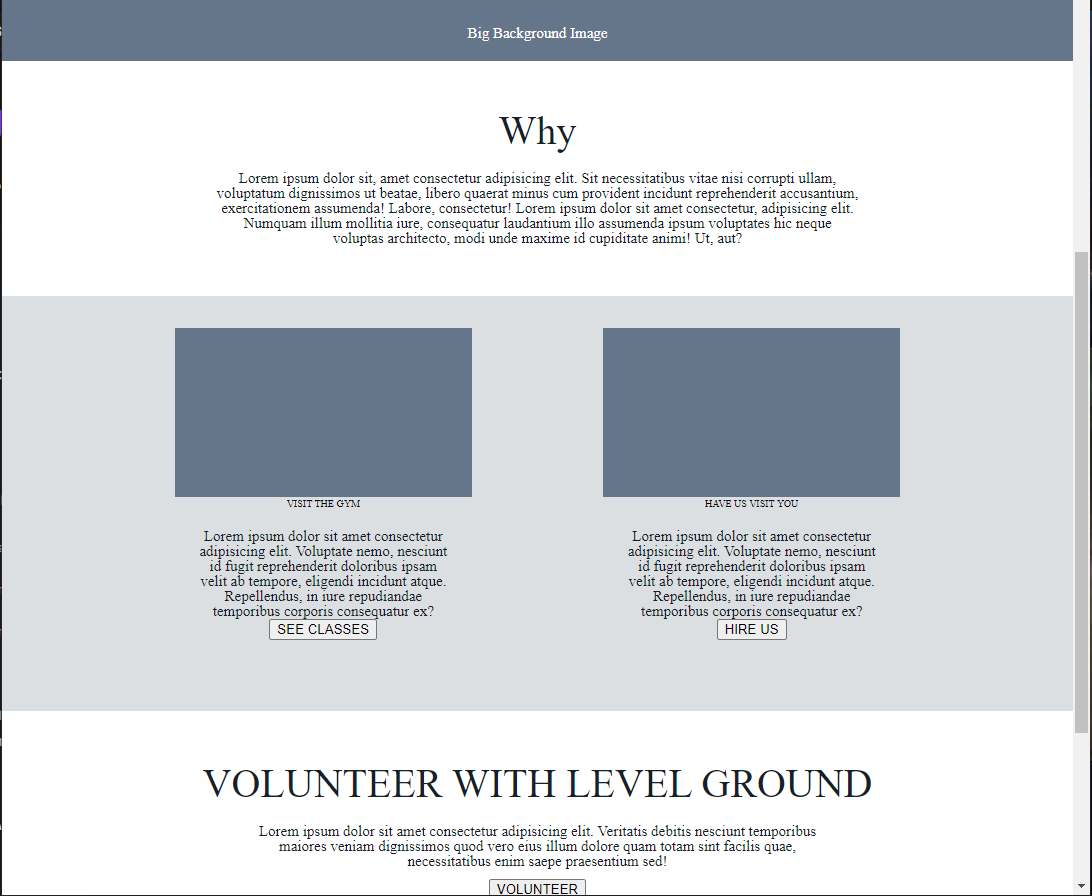 Big Background Image
Why
Lorem ipsum dolor sit, amet consectetur adipisicing elit. Sit necessitatibus vitae nisi corrupti ullam,
voluptatum dignissimos ut beatae, libero quaerat minus cum provident incidunt reprehenderit accusantium,
exercitationem assumenda! Labore, consectetur! Lorem ipsum dolor sit amet consectetur, adipisicing elit.
Numquam illum mollitia iure, consequatur laudantium illo assumenda ipsum voluptates hic neque
voluptas architecto, modi unde maxime id cupiditate animi! Ut, aut?
VISIT THE GYM
Lorem ipsum dolor sit amet consectetur
adipisicing elit. Voluptate nemo, nesciunt
id fugit reprehenderit doloribus ipsam
velit ab tempore, eligendi incidunt atque.
Repellendus, in iure repudiandae
temporibus corporis consequatur ex?
SEE CLASSES
HAVE US VISIT YOU
Lorem ipsum dolor sit amet consectetur
adipisicing elit. Voluptate nemo, nesciunt
id fugit reprehenderit doloribus ipsam
velit ab tempore, eligendi incidunt atque.
Repellendus, in iure repudiandae
temporibus corporis consequatur ex?
HIRE US
VOLUNTEER WITH LEVEL GROUND
Lorem ipsum dolor sit amet consectetur adipisicing elit. Veritatis debitis nesciunt temporibus
maiores veniam dignissimos quod vero eius illum dolore quam totam sint facilis quae,
necessitatibus enim saepe praesentium sed!
VOLUNTEER